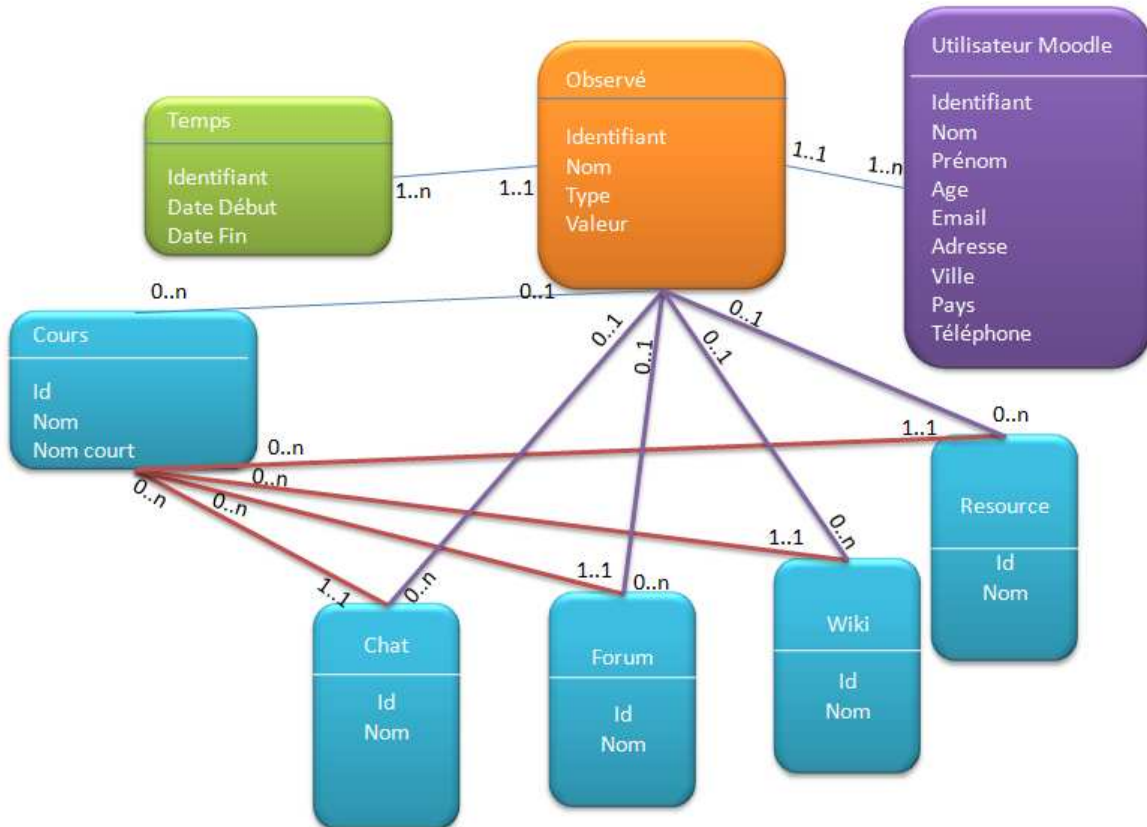 Utilisateur Moodle
Identifiant
Nom
Prénom
Age
Email
Adresse
Ville
Pays
Téléphone
Observé
Identifiant
Nom
Type
Valeur
Temps
Identifiant
Date Début
Date Fin
1..n
1..1
1..1
1..n
0..n
0..1
Cours
Id
Nom
Nom court
0..1
0..1
0..1
0..1
0..n
1..1
0..n
0..n
0..n
0..n
1..1
0..n
1..1
0..n
1..1
0..n
Resource
Id
Nom
Wiki
Id
Nom
Forum
Id
Nom
Chat
Id
Nom